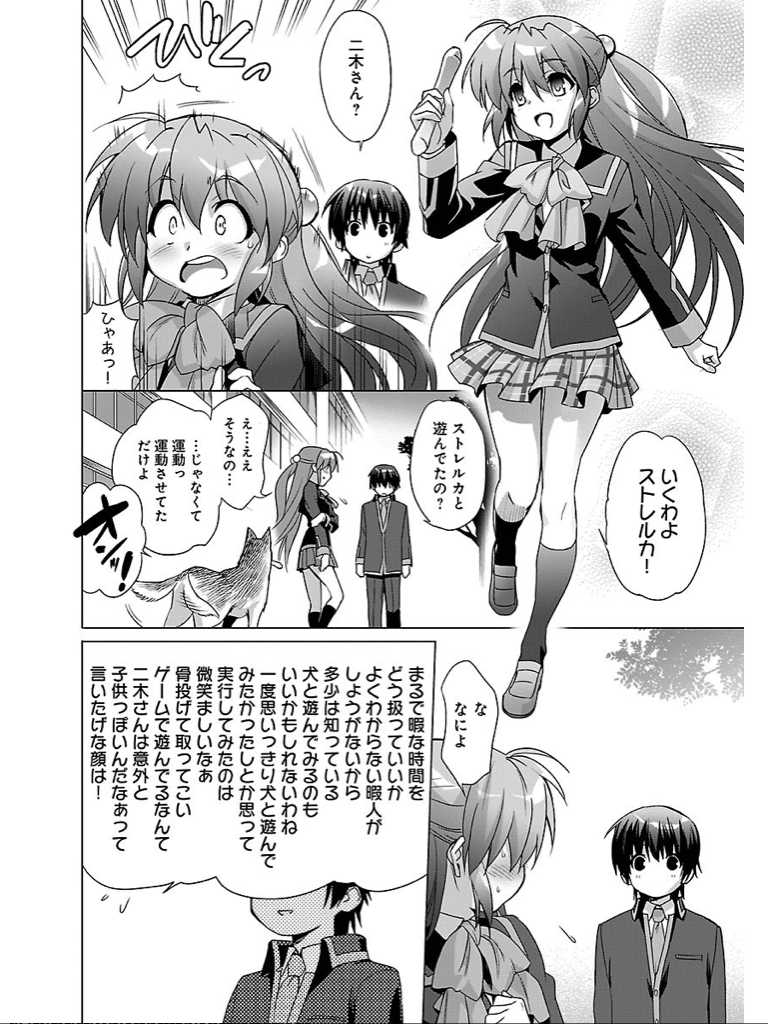 いくわよ
ストレルカ！
二木さん？
びくっ
ひゃあっ！
ストレルカと
遊んでたの？
え…ええ
そうなの…
…じゃなくて
運動っ
運動させてた
だけよ
オンッ!!
な
なによ
まるで暇な時間を
どう扱っていいか
よくわからない暇人が
しょうがないから
多少は知っている
犬と遊んでみるのも
いいかもしれないわね
一度思いっきり犬と遊んで
みたかったしとか思って
実行してみたのは
微笑ましいなぁ
骨投げて取ってこい
ゲームで遊んでるなんて
二木さんは意外と
子供っぽいんだなあって
言いたげな顔は！